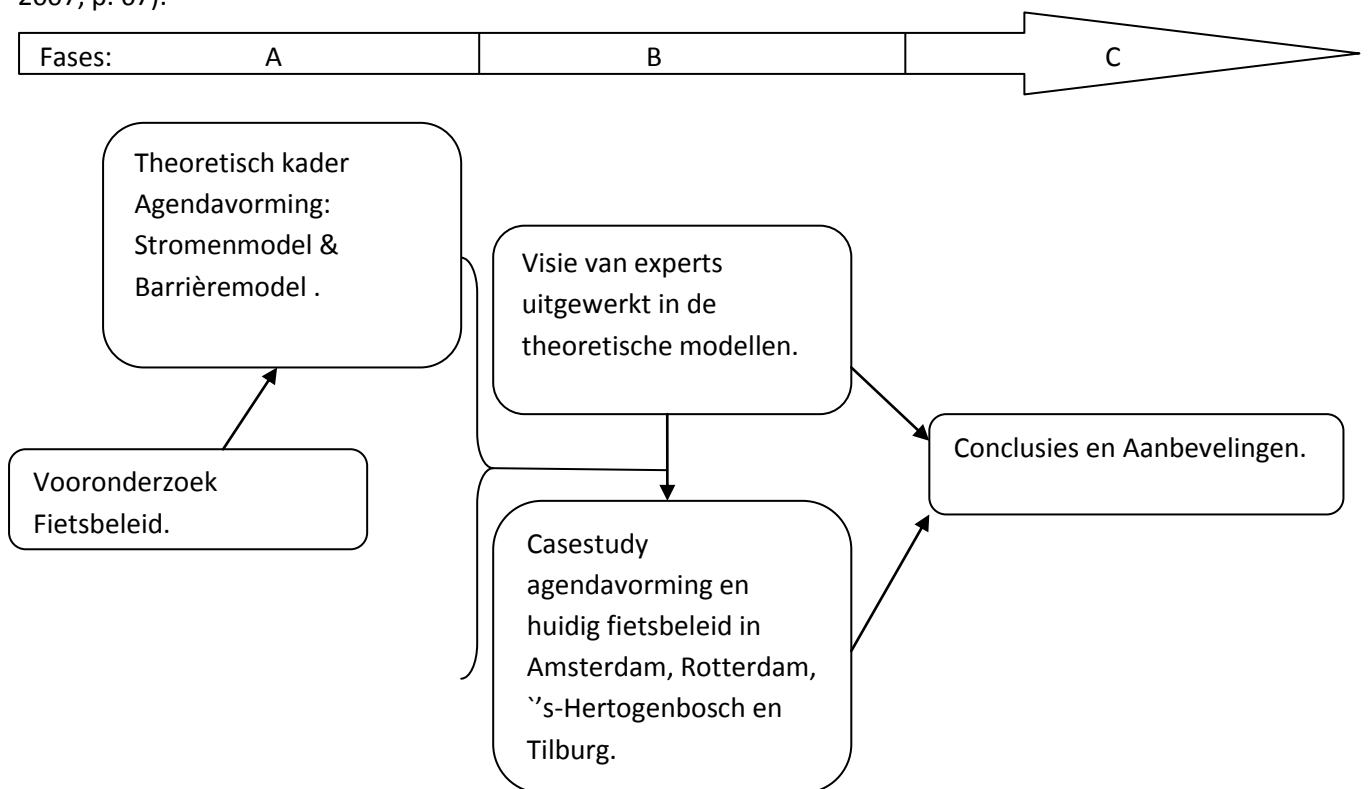 2007, p. 67).
Fases: A B C
Theoretisch kader
Agendavorming:
Stromenmodel &
Barrièremodel .
Vooronderzoek
Fietsbeleid.
Visie van experts
uitgewerkt in de
theoretische modellen.
Casestudy
agendavorming en
huidig fietsbeleid in
Amsterdam, Rotterdam,
`’s-Hertogenbosch en
Tilburg.
Conclusies en Aanbevelingen.